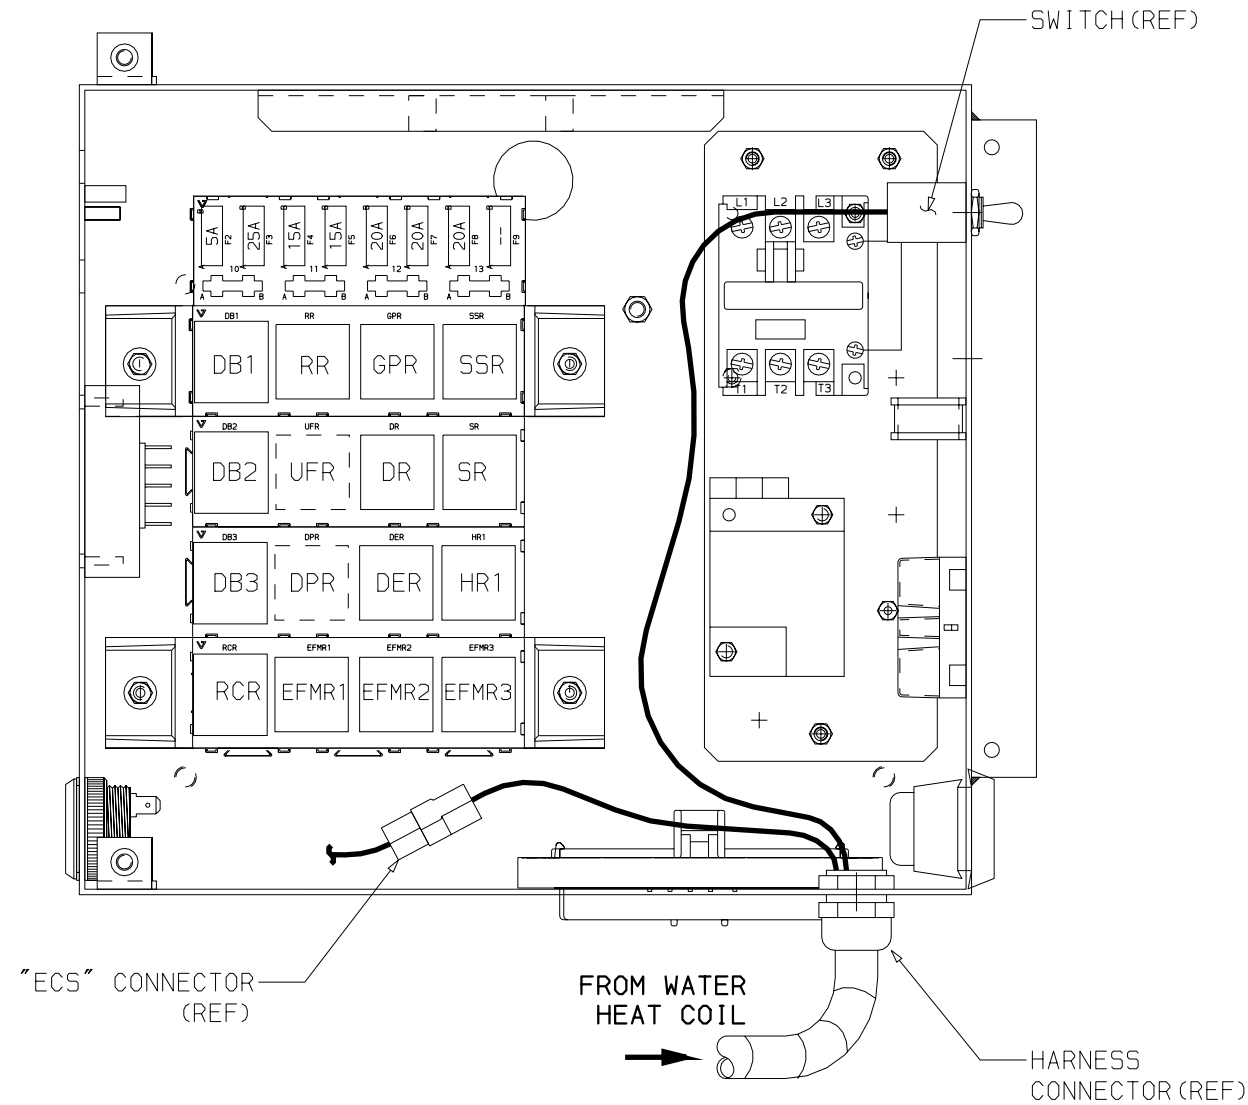 SWITCH(REF)
L1 L2 L3
B B B B B B B
5A F2 25A F3 15A F4 15A F5 20A F6 20A F7 20A F8 -- F9
A A A A A A A A
10 11 12 13
A B A B A B A B
DB1 RR GPR SSR
DB1 RR GPR SSR
T1 T2 T3
DB2 UFR DR SR
DB2 UFR DR SR
DB3 DPR DER HR1
DB3 DPR DER HR1
RCR EFMR1 EFMR2 EFMR3
RCR EFMR1 EFMR2 EFMR3
"ECS" CONNECTOR
(REF)
FROM WATER
HEAT COIL
HARNESS
CONNECTOR(REF)